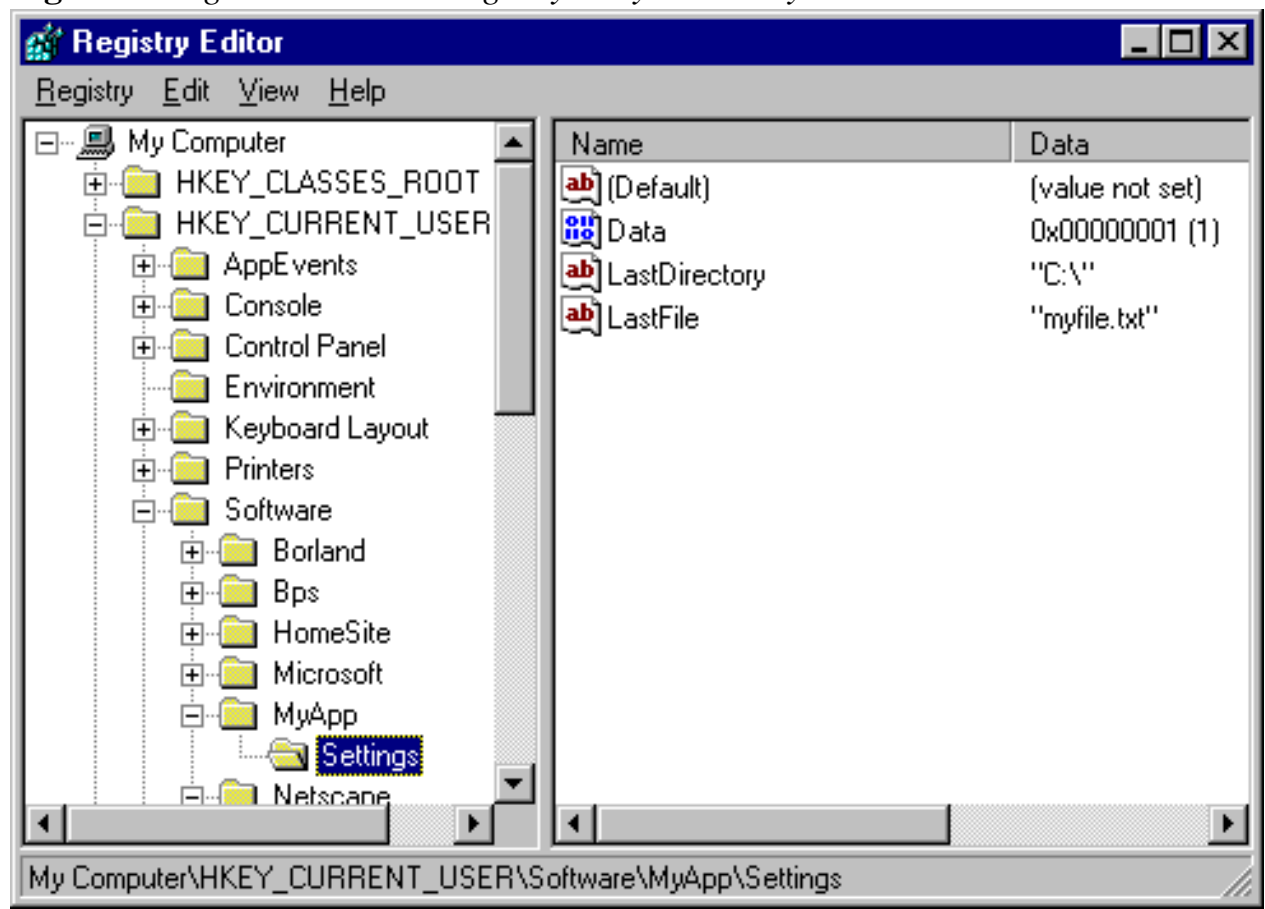 Registry Editor
Registry Edit View Help
My Computer
HKEY_CLASSES_ROOT
HKEY_CURRENT_USER
AppEvents
Console
Control Panel
Environment
Keyboard Layout
Printers
Software
Borland
Bps
HomeSite
Microsoft
MyApp
Settings
Netscape
Name Data
(Default) (value not set)
Data 0x00000001 (1)
LastDirectory "C:\"
LastFile "myfile.txt"
My Computer\HKEY_CURRENT_USER\Software\MyApp\Settings